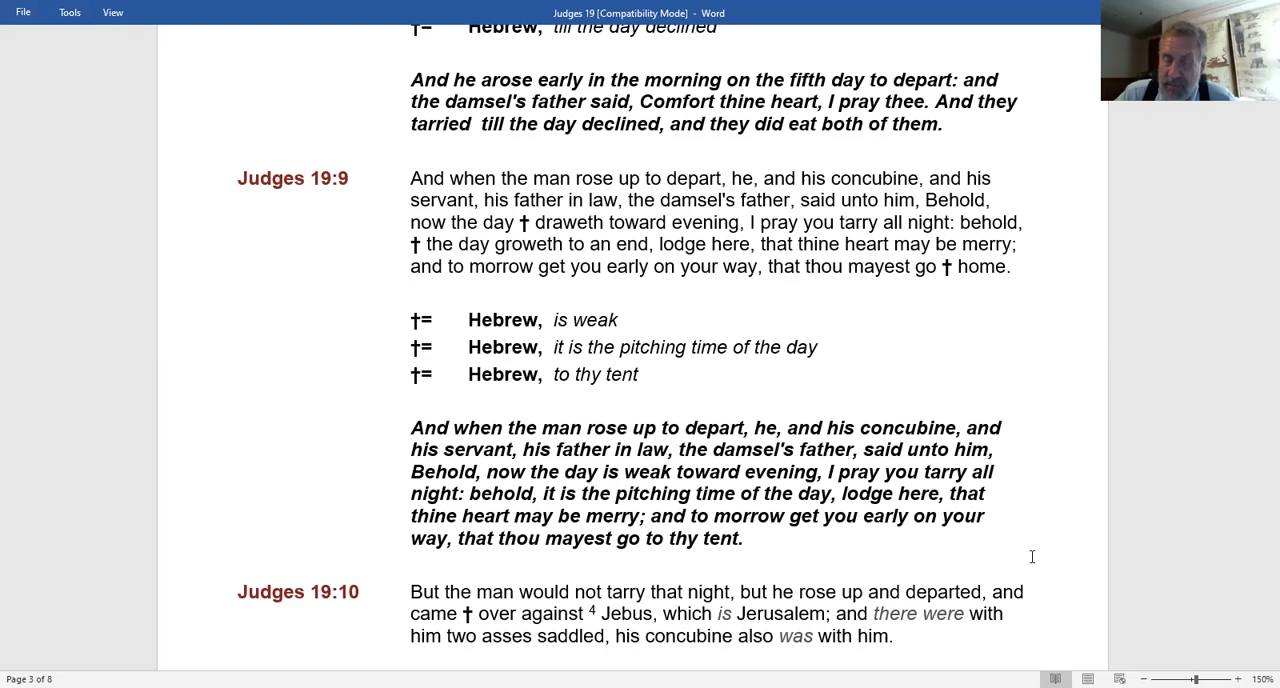 File Tools View Judges 19 [Compatibility Mode] - Word
†= Hebrew, till the day declined
And he arose early in the morning on the fifth day to depart: and
the damsel's father said, Comfort thine heart, I pray thee. And they
tarried till the day declined, and they did eat both of them.
Judges 19:9 And when the man rose up to depart, he, and his concubine, and his
servant, his father in law, the damsel's father, said unto him, Behold,
now the day † draweth toward evening, I pray you tarry all night: behold,
† the day groweth to an end, lodge here, that thine heart may be merry;
and to morrow get you early on your way, that thou mayest go † home.
†= Hebrew, is weak
†= Hebrew, it is the pitching time of the day
†= Hebrew, to thy tent
And when the man rose up to depart, he, and his concubine, and
his servant, his father in law, the damsel's father, said unto him,
Behold, now the day is weak toward evening, I pray you tarry all
night: behold, it is the pitching time of the day, lodge here, that
thine heart may be merry; and to morrow get you early on your
way, that thou mayest go to thy tent.
Judges 19:10 But the man would not tarry that night, but he rose up and departed, and
came † over against ⁴ Jebus, which is Jerusalem; and there were with
him two asses saddled, his concubine also was with him.
Page 3 of 8 150%